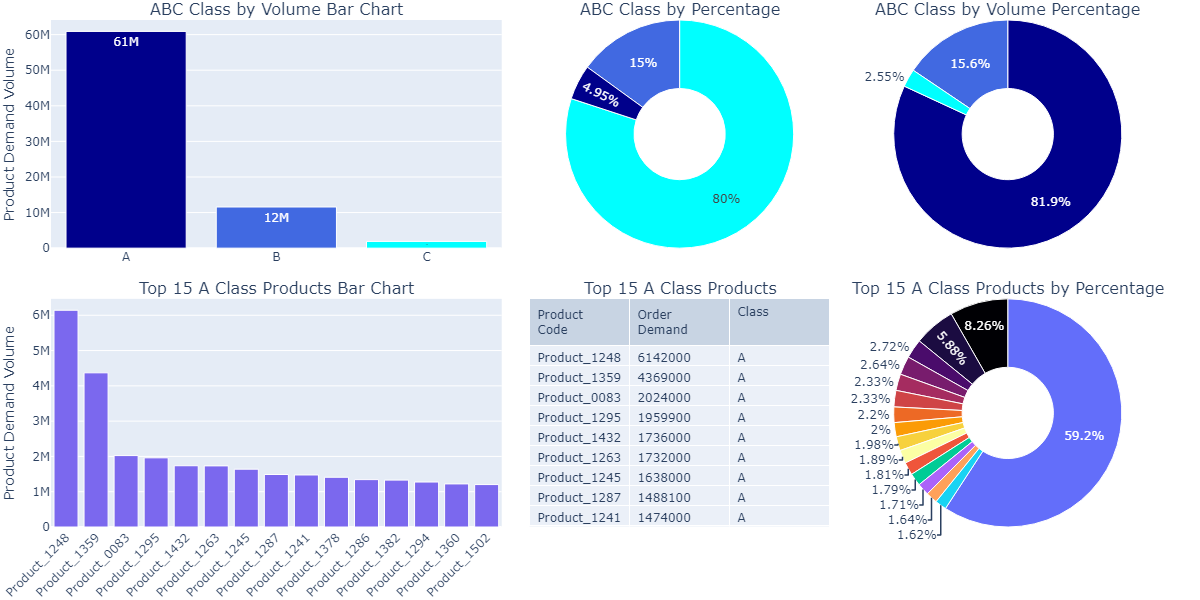 ABC Class by Volume Bar Chart
Product Demand Volume
60M
50M
40M
30M
20M
10M
0
61M
12M
A
B
C
ABC Class by Percentage
15%
4.95%
80%
ABC Class by Volume Percentage
15.6%
2.55%
81.9%
Top 15 A Class Products Bar Chart
Product Demand Volume
6M
5M
4M
3M
2M
1M
0
Product_1248
Product_1359
Product_0083
Product_1295
Product_1432
Product_1263
Product_1245
Product_1287
Product_1241
Product_1378
Product_1286
Product_1382
Product_1294
Product_1360
Product_1502
Top 15 A Class Products
Product Code
Order Demand
Class
Product_1248 6142000 A
Product_1359 4369000 A
Product_0083 2024000 A
Product_1295 1959900 A
Product_1432 1736000 A
Product_1263 1732000 A
Product_1245 1638000 A
Product_1287 1488100 A
Product_1241 1474000 A
Top 15 A Class Products by Percentage
8.26%
5.88%
2.72%
2.64%
2.33%
2.33%
2.2%
2%
1.98%
1.89%
1.81%
1.79%
1.71%
1.64%
1.62%
59.2%